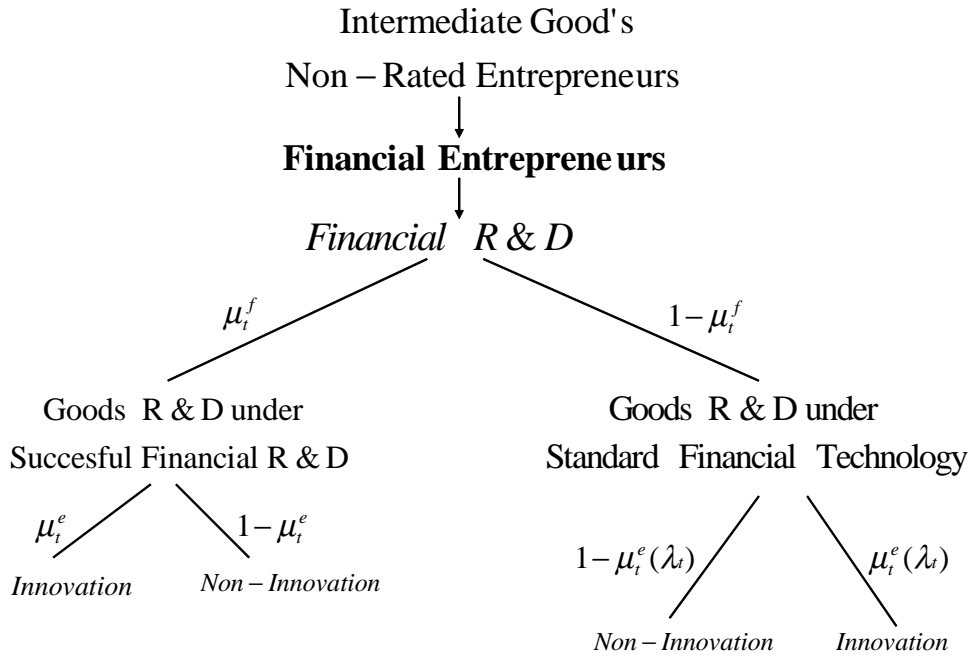 Intermediate Good's
Non – Rated Entrepreneurs
Financial Entrepreneurs
Financial R & D
μ_t^f
1 − μ_t^f
Goods R & D under
Succesful Financial R & D
Goods R & D under
Standard Financial Technology
μ_t^e
1 − μ_t^e
Innovation
Non – Innovation
1 − μ_t^e(λ_t)
μ_t^e(λ_t)
Non – Innovation
Innovation